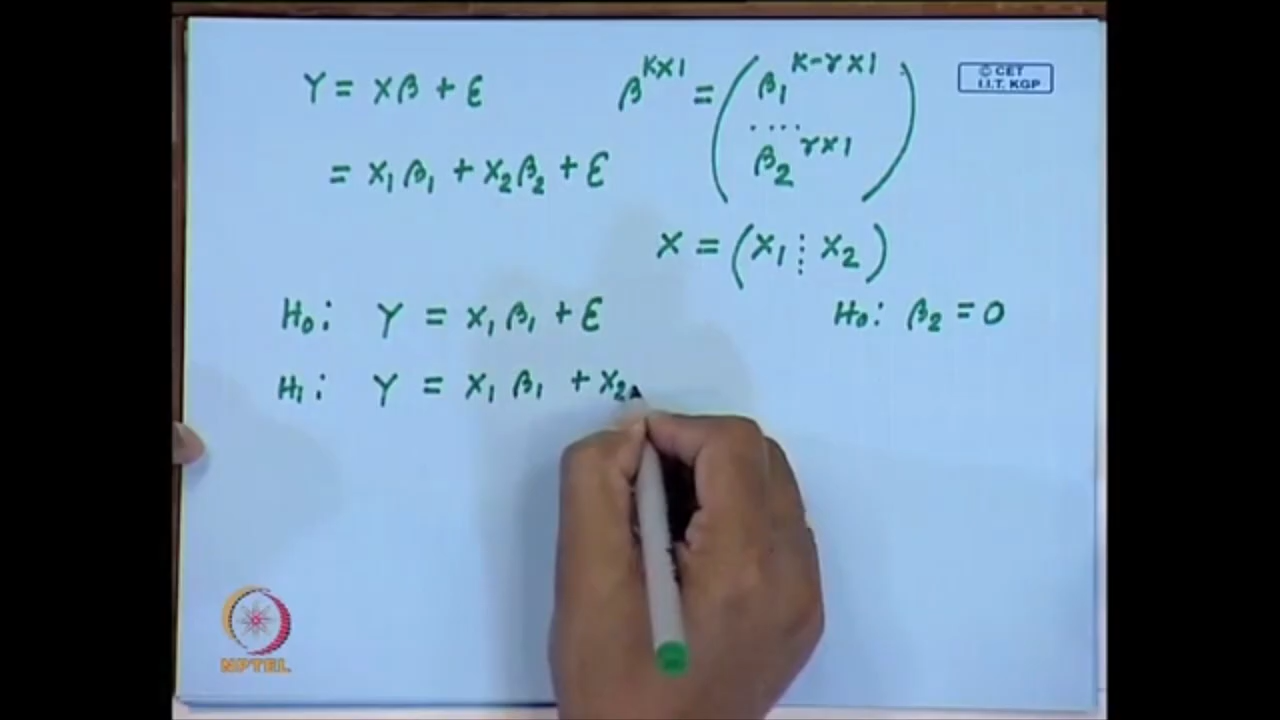 Y = Xβ + ε
β^{K×1} = (β₁^{K-γ×1} .... β₂^{γ×1})
© CET
I.I.T. KGP
= X₁β₁ + X₂β₂ + ε
X = (X₁ ⋮ X₂)
H₀: Y = X₁β₁ + ε
H₀: β₂ = 0
H₁: Y = X₁β₁ + X₂
NPTEL